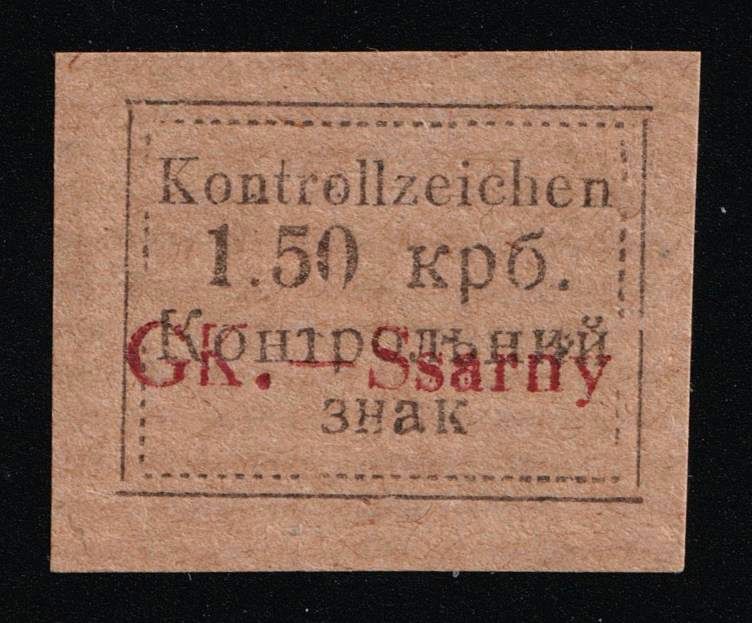 Kontrollzeichen
1.50 крб.
Контрольний
GK.—Ssarny
знак